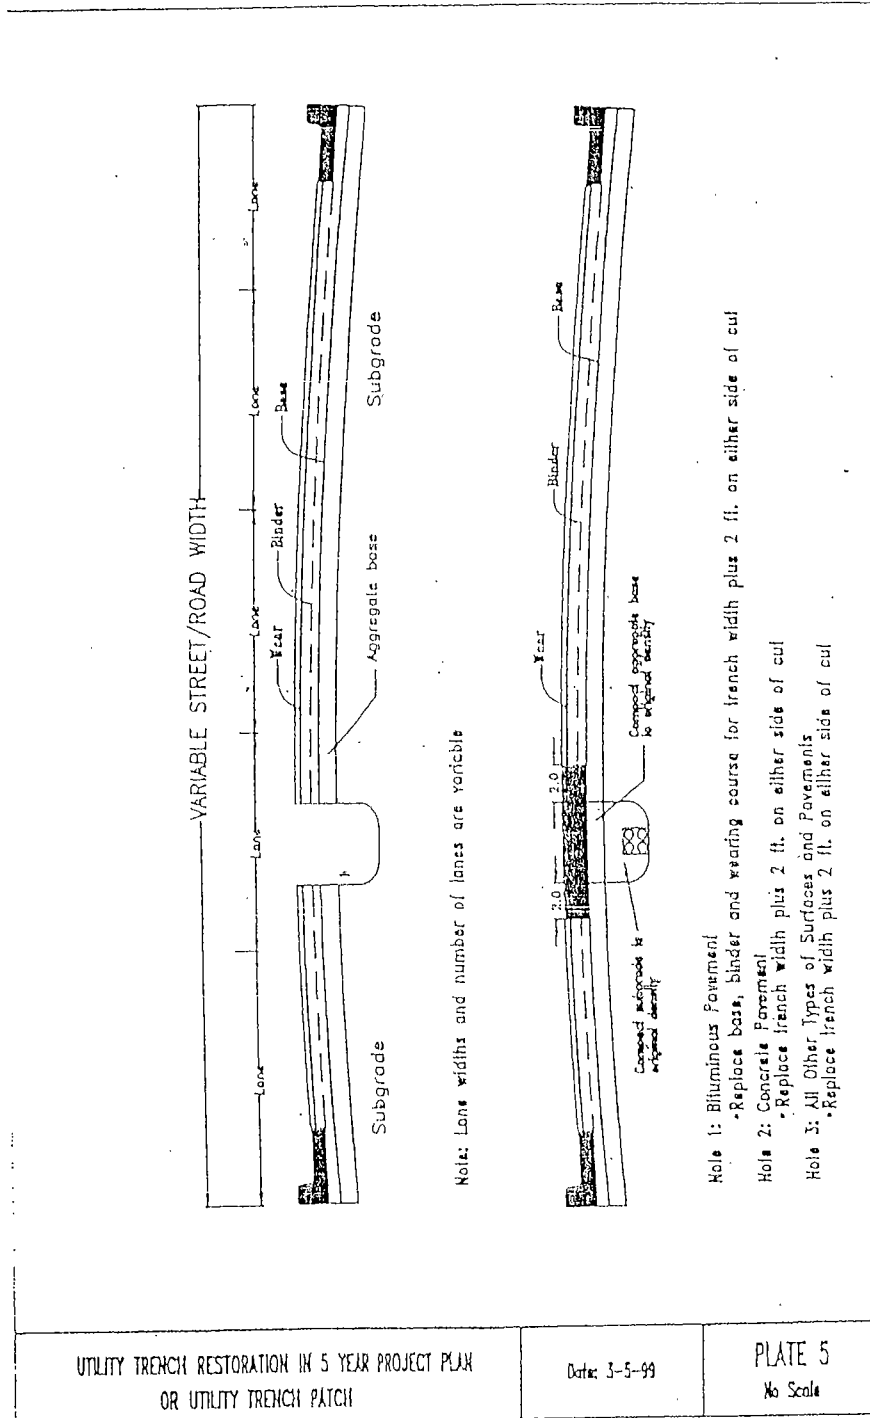 VARIABLE STREET/ROAD WIDTH
Lane
Lane
Lane
Lane
Lane
Wear
Binder
Base
Aggregate base
Subgrade
Subgrade
Note: Lane widths and number of lanes are variable
2.0
2.0
Wear
Binder
Base
Compact subgrade to
original density
Compact aggregate base
to original density
Note 1: Bituminous Pavement
•Replace base, binder and wearing course for trench width plus 2 ft. on either side of cut
Note 2: Concrete Pavement
•Replace trench width plus 2 ft. on either side of cut
Note 3: All Other Types of Surfaces and Pavements
•Replace trench width plus 2 ft. on either side of cut
UTILITY TRENCH RESTORATION IN 5 YEAR PROJECT PLAN
OR UTILITY TRENCH PATCH
Date: 3-5-99
PLATE 5
No Scale